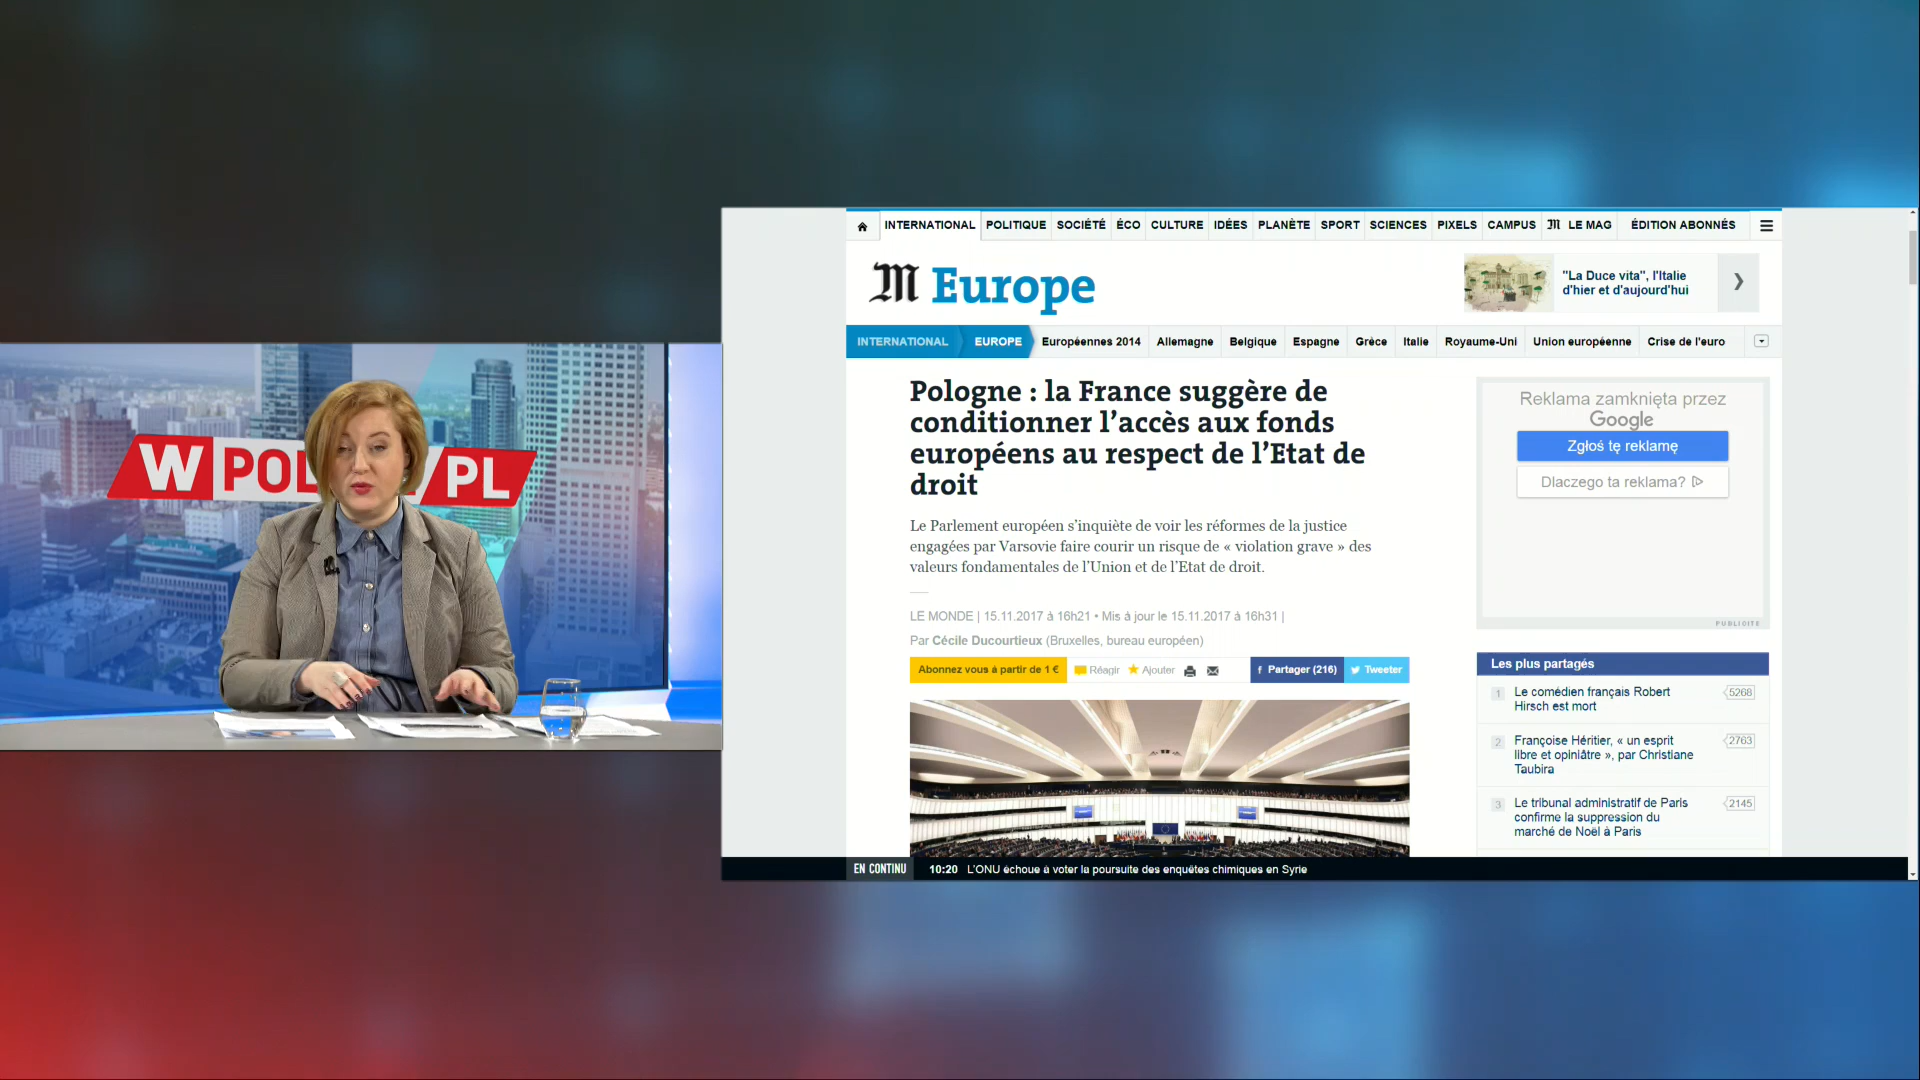 W POL / PL
INTERNATIONAL POLITIQUE SOCIÉTÉ ÉCO CULTURE IDÉES PLANÈTE SPORT SCIENCES PIXELS CAMPUS M LE MAG ÉDITION ABONNÉS
M Europe
"La Duce vita", l'Italie
d'hier et d'aujourd'hui
INTERNATIONAL EUROPE Européennes 2014 Allemagne Belgique Espagne Grèce Italie Royaume-Uni Union européenne Crise de l'euro
Pologne : la France suggère de
conditionner l’accès aux fonds
européens au respect de l’Etat de
droit
Le Parlement européen s’inquiète de voir les réformes de la justice
engagées par Varsovie faire courir un risque de « violation grave » des
valeurs fondamentales de l’Union et de l’Etat de droit.
LE MONDE | 15.11.2017 à 16h21 • Mis à jour le 15.11.2017 à 16h31 |
Par Cécile Ducourtieux (Bruxelles, bureau européen)
Abonnez vous à partir de 1 € Réagir Ajouter f Partager (216) Tweeter
Reklama zamknięta przez
Google
Zgłoś tę reklamę
Dlaczego ta reklama?
PUBLICITÉ
Les plus partagés
1 Le comédien français Robert 5268
Hirsch est mort
2 Françoise Héritier, « un esprit 2763
libre et opiniâtre », par Christiane
Taubira
3 Le tribunal administratif de Paris 2145
confirme la suppression du
marché de Noël à Paris
EN CONTINU 10:20 L'ONU échoue à voter la poursuite des enquêtes chimiques en Syrie